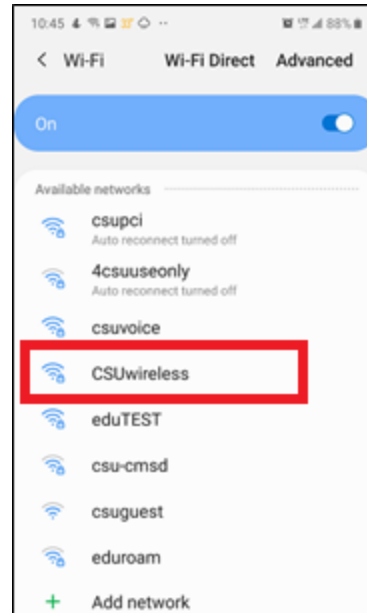 10:45
88%
Wi-Fi Wi-Fi Direct Advanced
On
Available networks
csupci
Auto reconnect turned off
4csuuseonly
Auto reconnect turned off
csuvoice
CSUwireless
eduTEST
csu-cmsd
csuguest
eduroam
+ Add network